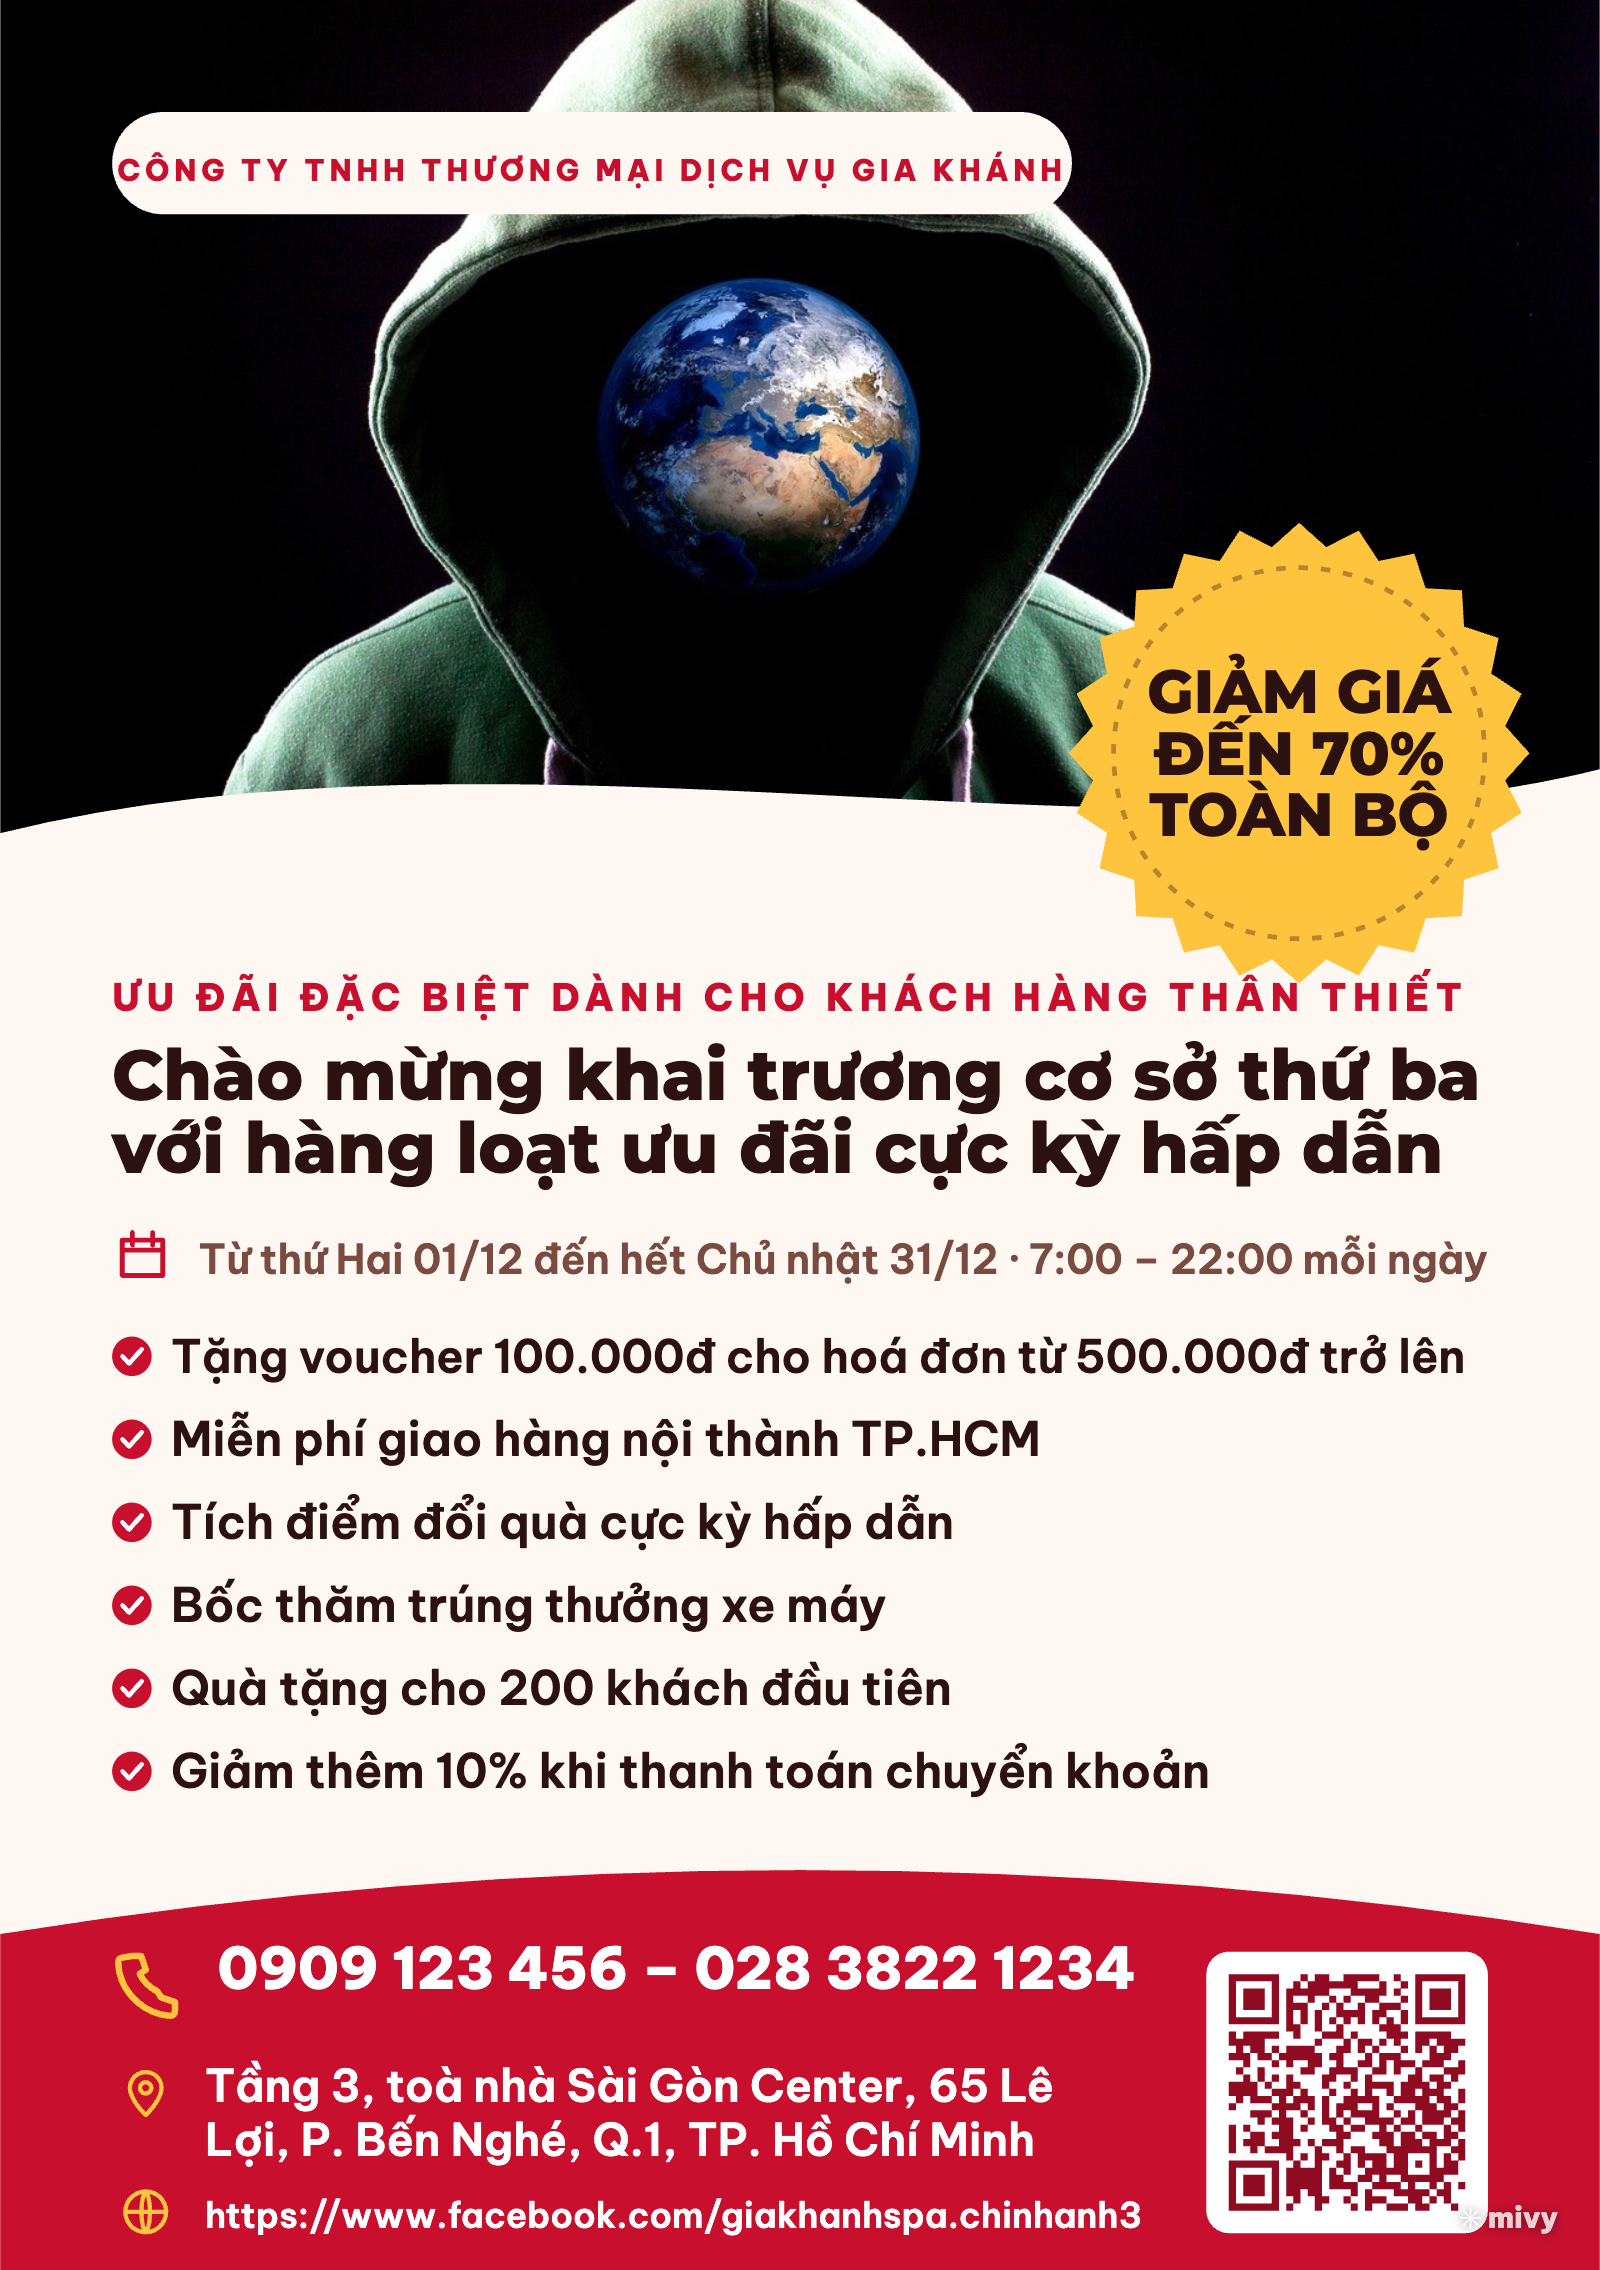 CÔNG TY TNHH THƯƠNG MẠI DỊCH VỤ GIA KHÁNH
GIẢM GIÁ
ĐẾN 70%
TOÀN BỘ
ƯU ĐÃI ĐẶC BIỆT DÀNH CHO KHÁCH HÀNG THÂN THIẾT
Chào mừng khai trương cơ sở thứ ba
với hàng loạt ưu đãi cực kỳ hấp dẫn
Từ thứ Hai 01/12 đến hết Chủ nhật 31/12 · 7:00 – 22:00 mỗi ngày
Tặng voucher 100.000đ cho hoá đơn từ 500.000đ trở lên
Miễn phí giao hàng nội thành TP.HCM
Tích điểm đổi quà cực kỳ hấp dẫn
Bốc thăm trúng thưởng xe máy
Quà tặng cho 200 khách đầu tiên
Giảm thêm 10% khi thanh toán chuyển khoản
0909 123 456 – 028 3822 1234
Tầng 3, toà nhà Sài Gòn Center, 65 Lê
Lợi, P. Bến Nghé, Q.1, TP. Hồ Chí Minh
https://www.facebook.com/giakhanhspa.chinhanh3
mivy